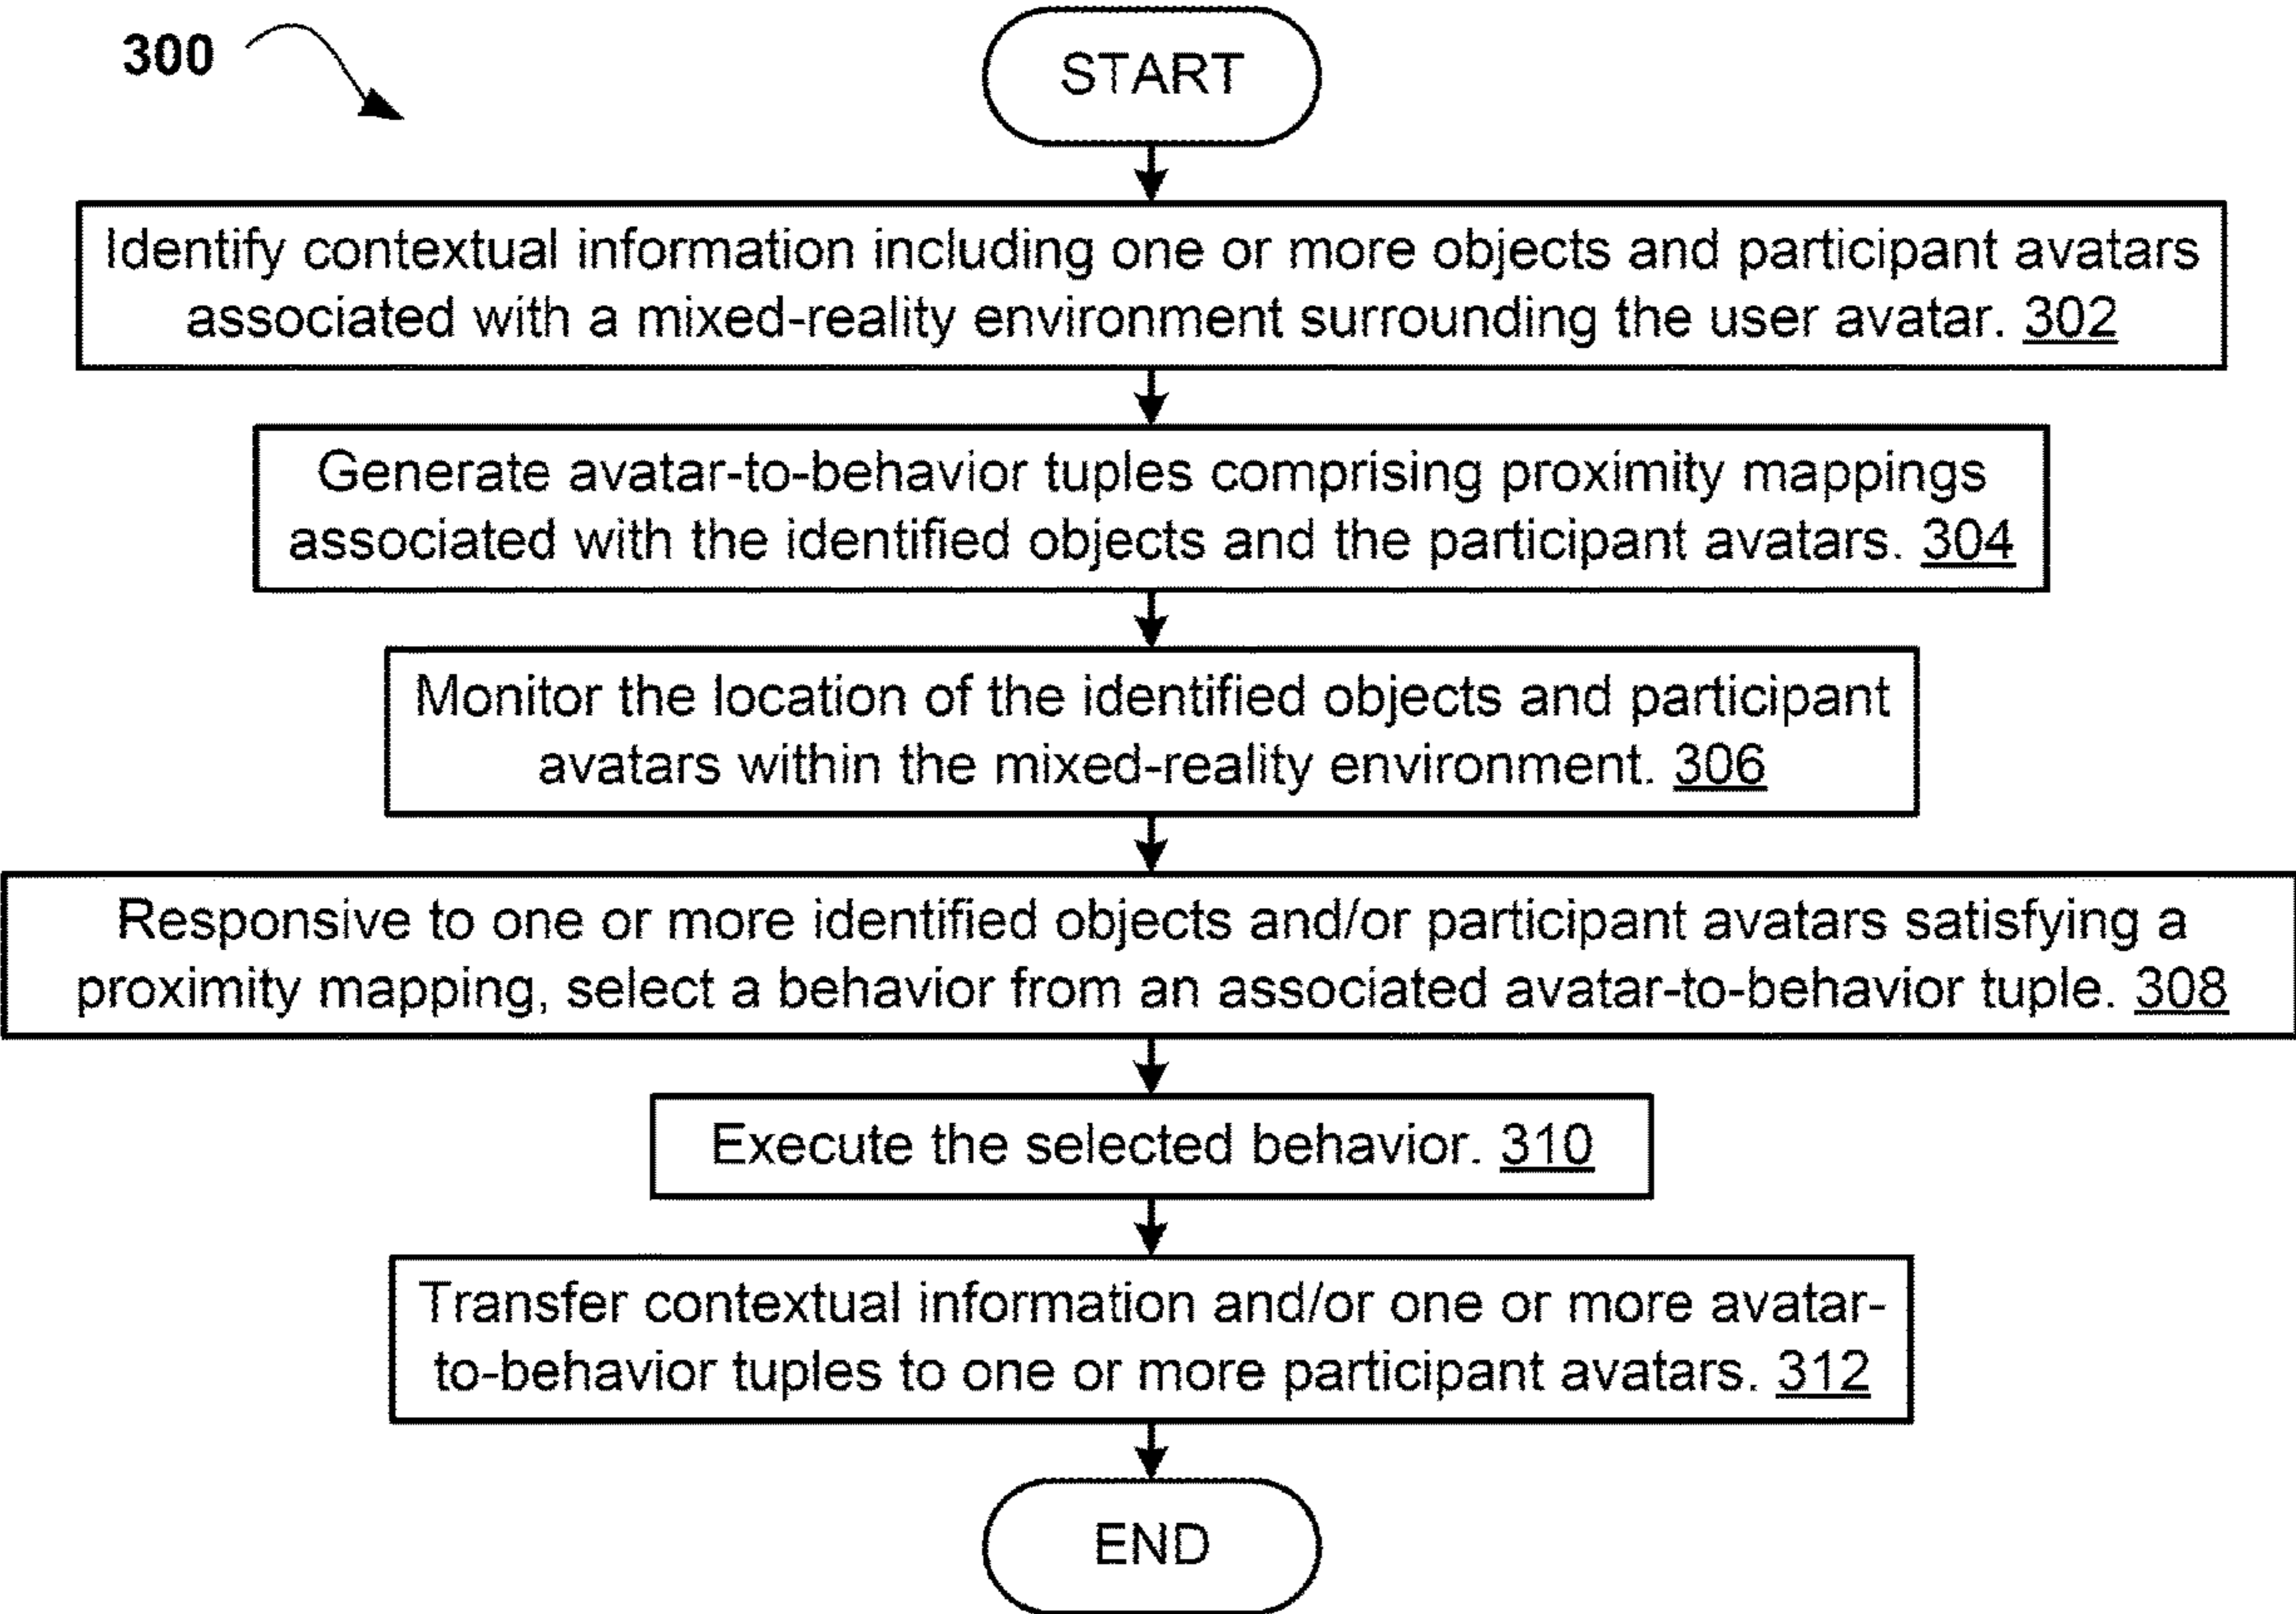 300
START
Identify contextual information including one or more objects and participant avatars
associated with a mixed-reality environment surrounding the user avatar. 302
Generate avatar-to-behavior tuples comprising proximity mappings
associated with the identified objects and the participant avatars. 304
Monitor the location of the identified objects and participant
avatars within the mixed-reality environment. 306
Responsive to one or more identified objects and/or participant avatars satisfying a
proximity mapping, select a behavior from an associated avatar-to-behavior tuple. 308
Execute the selected behavior. 310
Transfer contextual information and/or one or more avatar-
to-behavior tuples to one or more participant avatars. 312
END